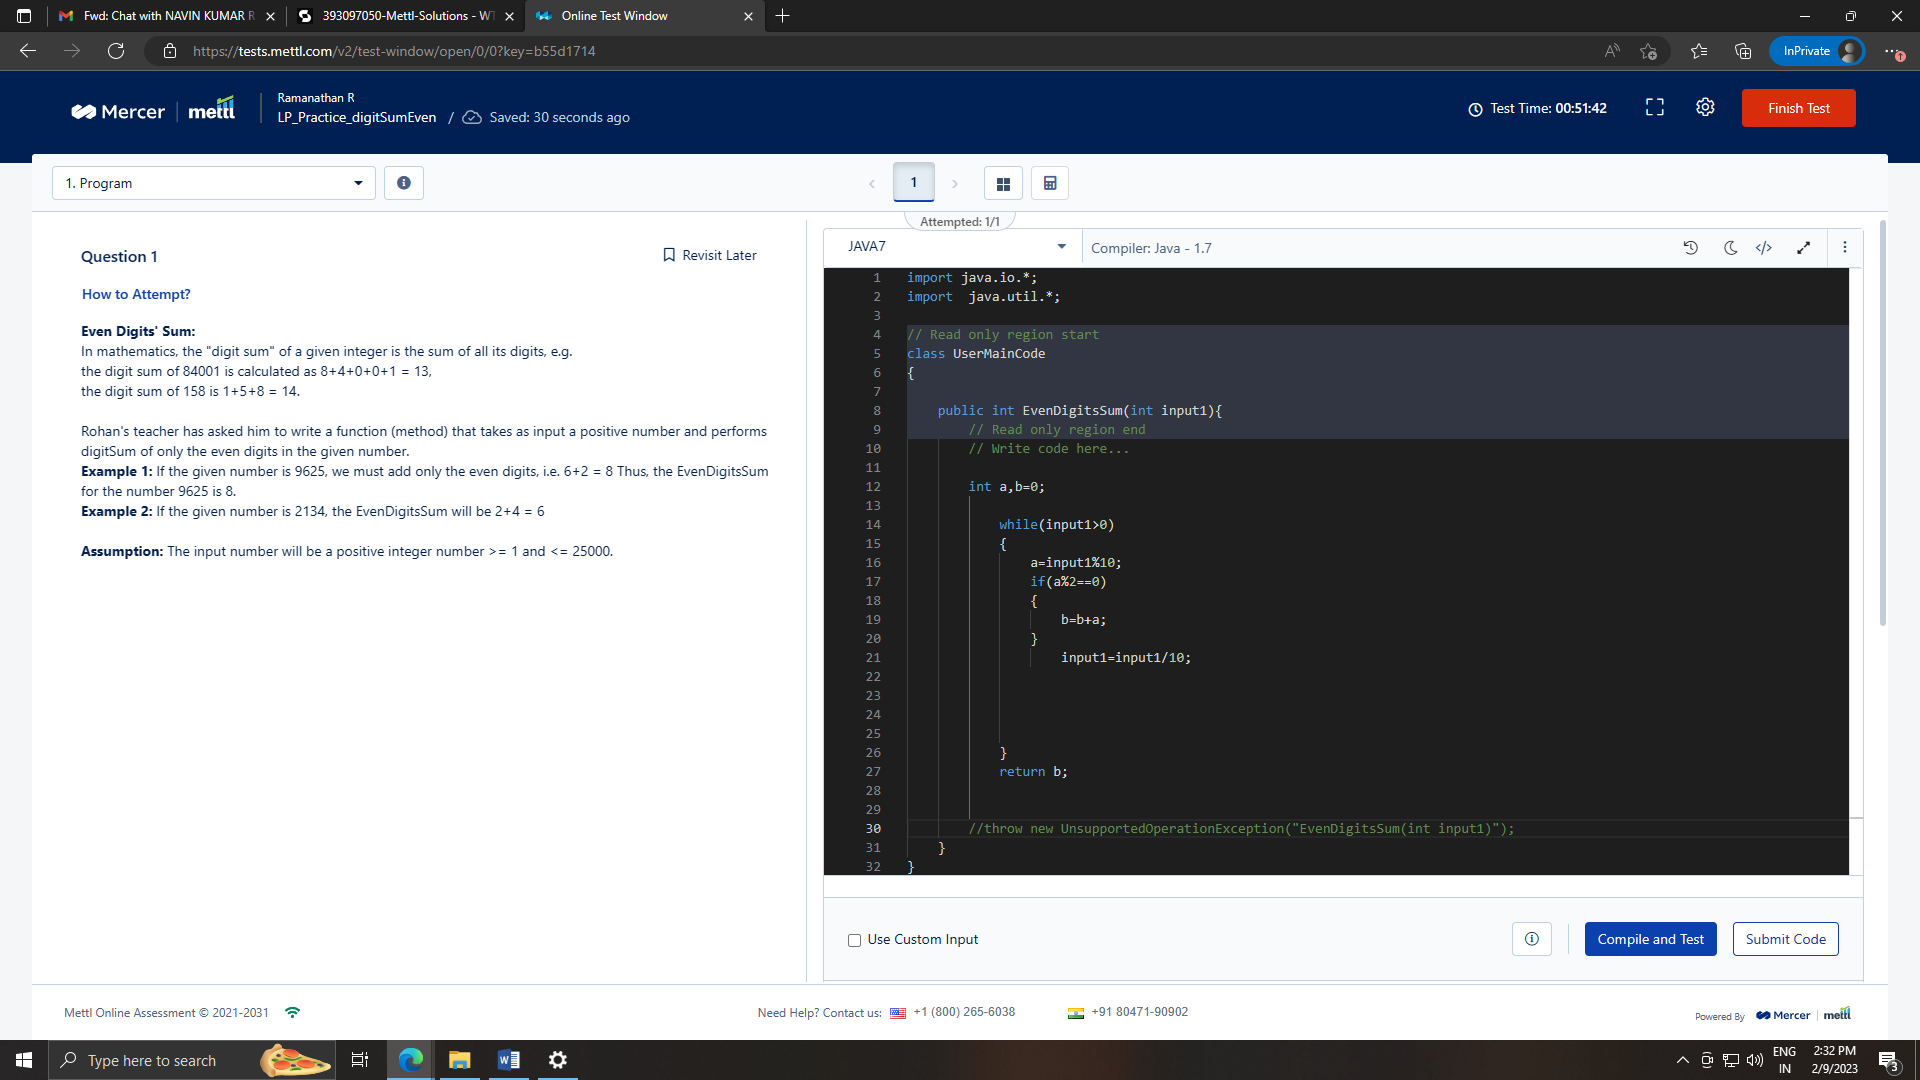 Fwd: Chat with NAVIN KUMAR R
393097050-Mettl-Solutions - WT
Online Test Window
https://tests.mettl.com/v2/test-window/open/0/0?key=b55d1714
InPrivate
Mercer mettl
Ramanathan R
LP_Practice_digitSumEven / Saved: 30 seconds ago
Test Time: 00:51:42
Finish Test
1. Program
1
Attempted: 1/1
Question 1
Revisit Later
How to Attempt?
Even Digits' Sum:
In mathematics, the "digit sum" of a given integer is the sum of all its digits, e.g.
the digit sum of 84001 is calculated as 8+4+0+0+1 = 13,
the digit sum of 158 is 1+5+8 = 14.
Rohan's teacher has asked him to write a function (method) that takes as input a positive number and performs
digitSum of only the even digits in the given number.
Example 1: If the given number is 9625, we must add only the even digits, i.e. 6+2 = 8 Thus, the EvenDigitsSum
for the number 9625 is 8.
Example 2: If the given number is 2134, the EvenDigitsSum will be 2+4 = 6
Assumption: The input number will be a positive integer number >= 1 and <= 25000.
JAVA7
Compiler: Java - 1.7
1 import java.io.*;
2 import  java.util.*;
3
4 // Read only region start
5 class UserMainCode
6 {
7
8 public int EvenDigitsSum(int input1){
9 // Read only region end
10 // Write code here...
11
12 int a,b=0;
13
14 while(input1>0)
15 {
16 a=input1%10;
17 if(a%2==0)
18 {
19 b=b+a;
20 }
21 input1=input1/10;
22
23
24
25
26 }
27 return b;
28
29
30 //throw new UnsupportedOperationException("EvenDigitsSum(int input1)");
31 }
32 }
Use Custom Input
Compile and Test
Submit Code
Mettl Online Assessment © 2021-2031
Need Help? Contact us: +1 (800) 265-6038
+91 80471-90902
Powered By Mercer mettl
Type here to search
ENG
IN
2:32 PM
2/9/2023
3